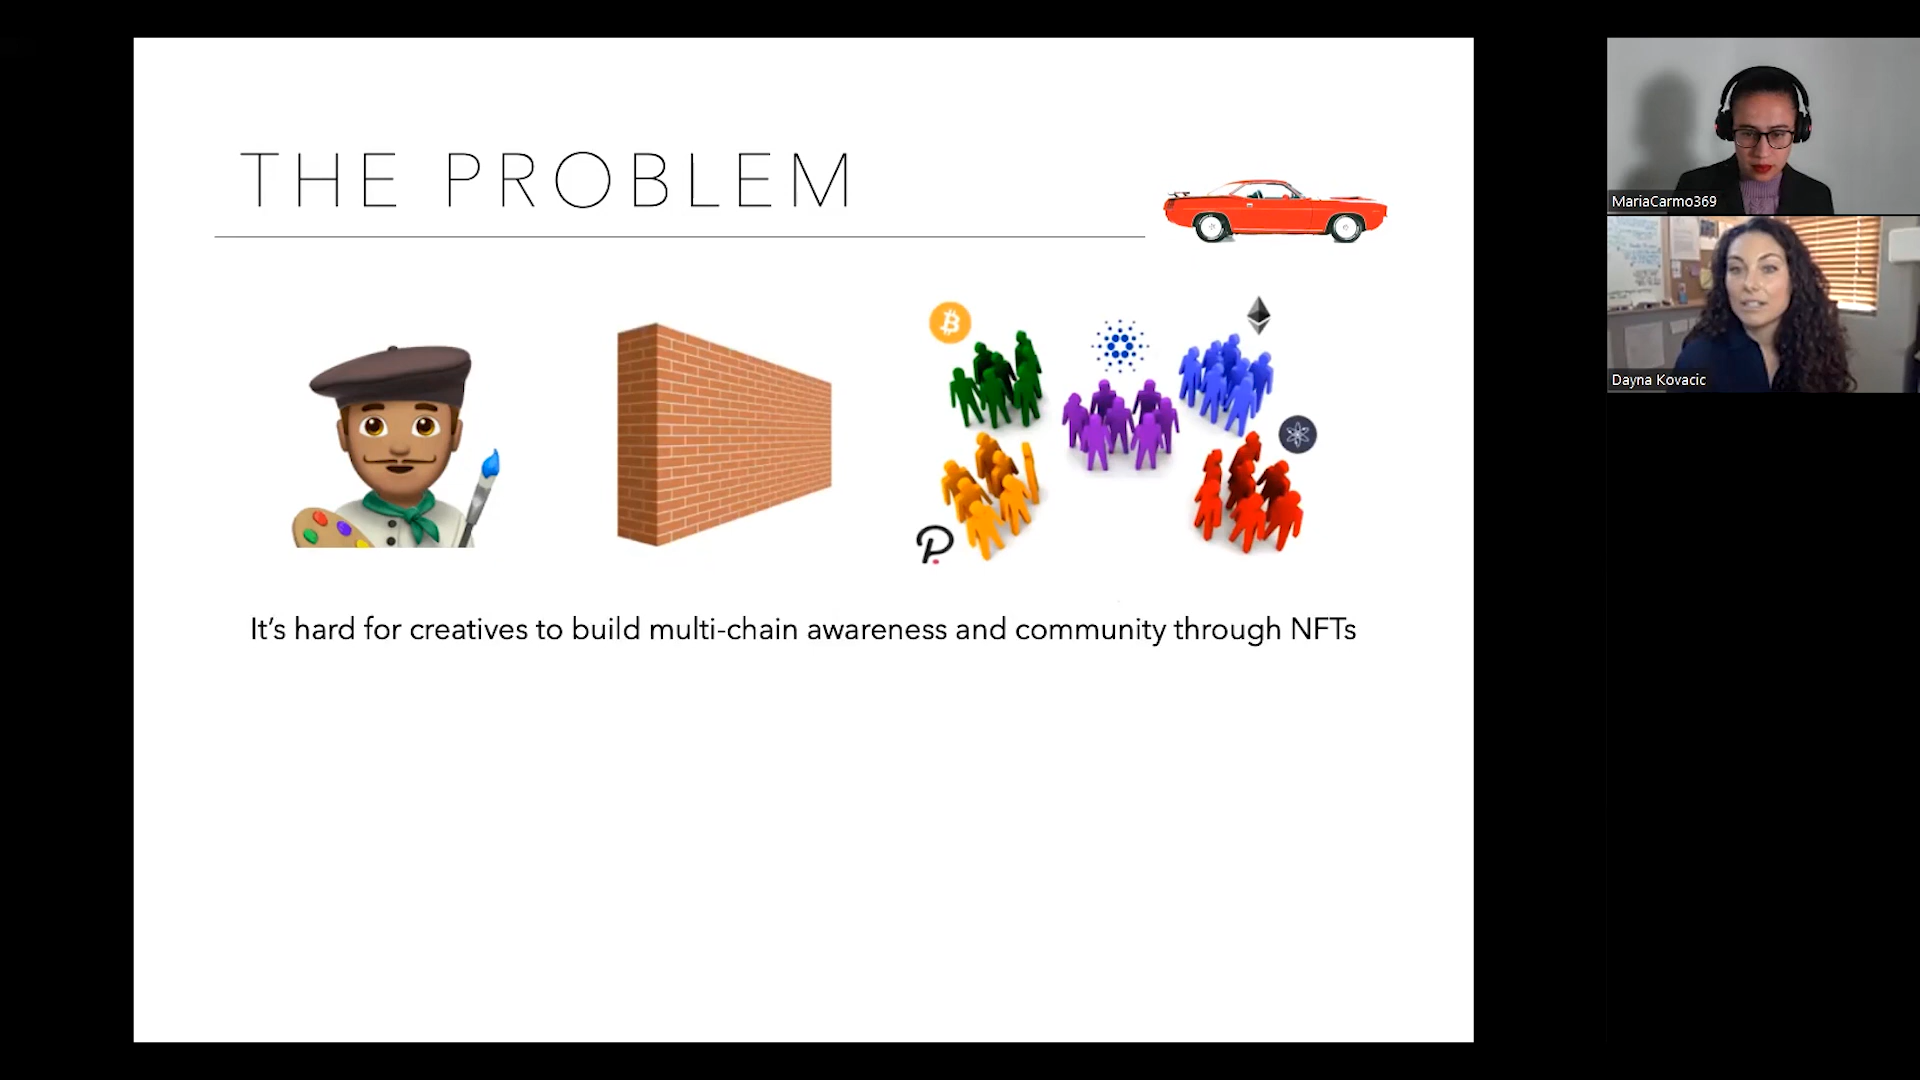 THE PROBLEM
It's hard for creatives to build multi-chain awareness and community through NFTs
MariaCarmo369
Dayna Kovacic